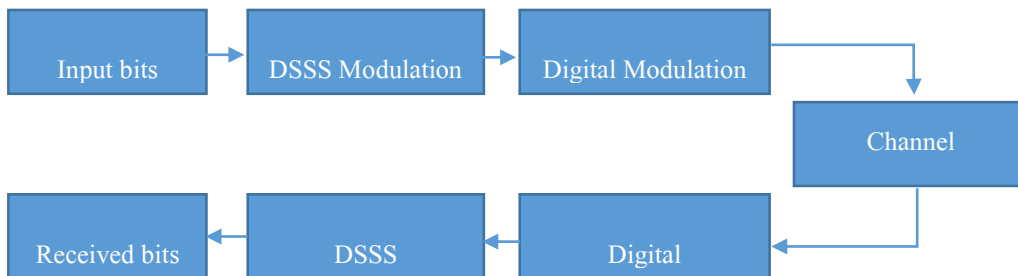 Input bits
DSSS Modulation
Digital Modulation
Channel
Received bits
DSSS
Digital